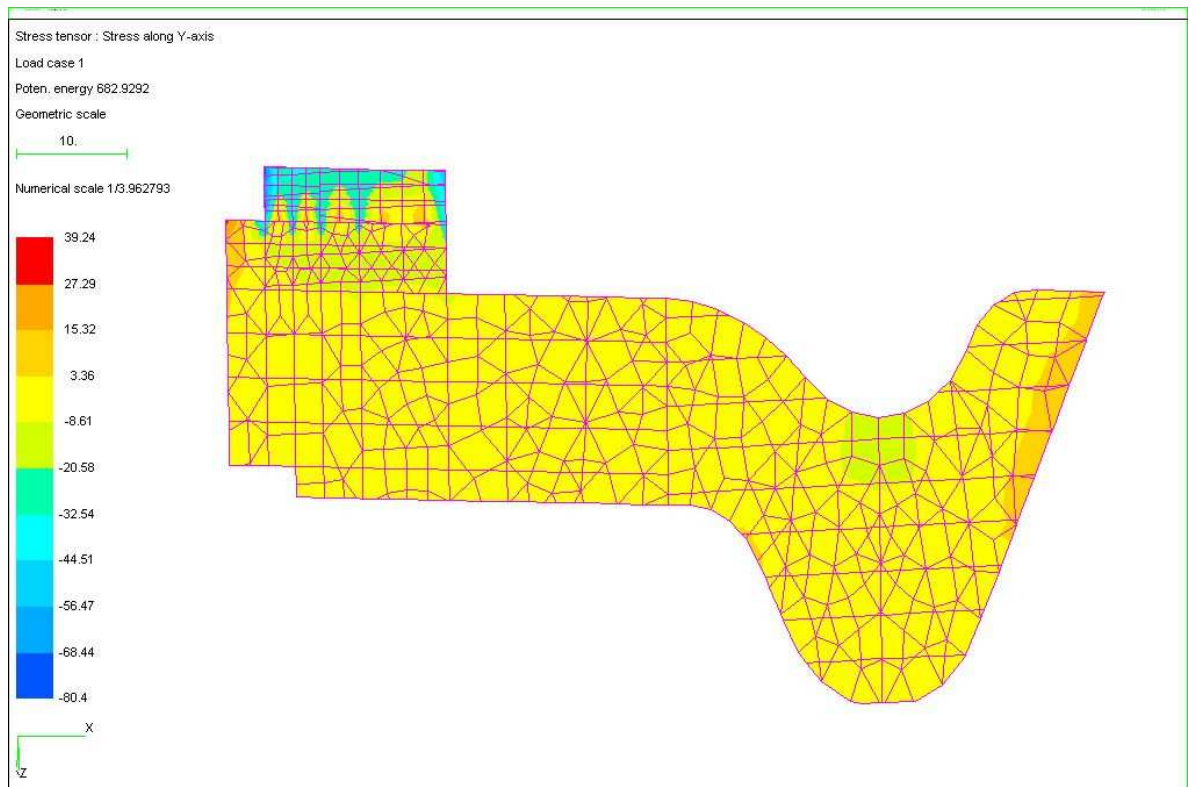 Stress tensor : Stress along Y-axis
Load case 1
Poten. energy 682.9292
Geometric scale
10.
Numerical scale 1/3.962793
39.24
27.29
15.32
3.36
-8.61
-20.58
-32.54
-44.51
-56.47
-68.44
-80.4
X
Z